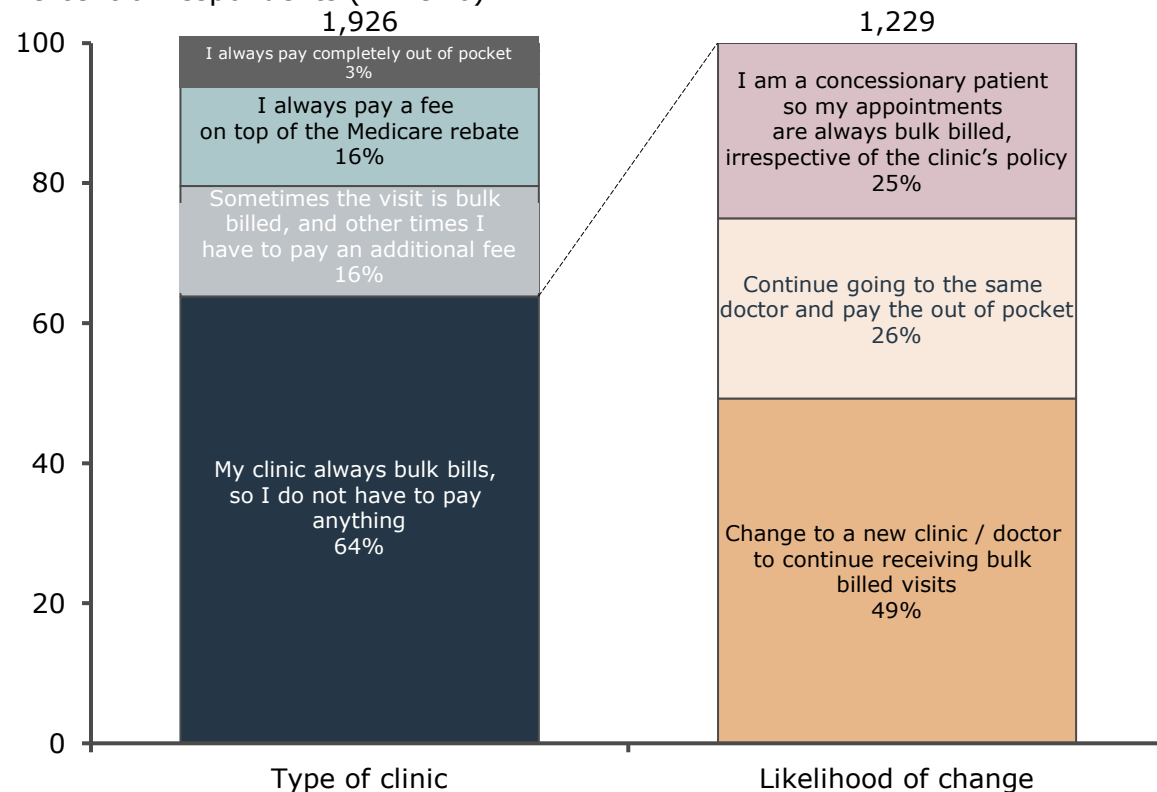 1,926
1,229
100
80
60
40
20
0
I always pay completely out of pocket
3%
I always pay a fee
on top of the Medicare rebate
16%
Sometimes the visit is bulk
billed, and other times I
have to pay an additional fee
16%
My clinic always bulk bills,
so I do not have to pay
anything
64%
I am a concessionary patient
so my appointments
are always bulk billed,
irrespective of the clinic’s policy
25%
Continue going to the same
doctor and pay the out of pocket
26%
Change to a new clinic / doctor
to continue receiving bulk
billed visits
49%
Type of clinic
Likelihood of change